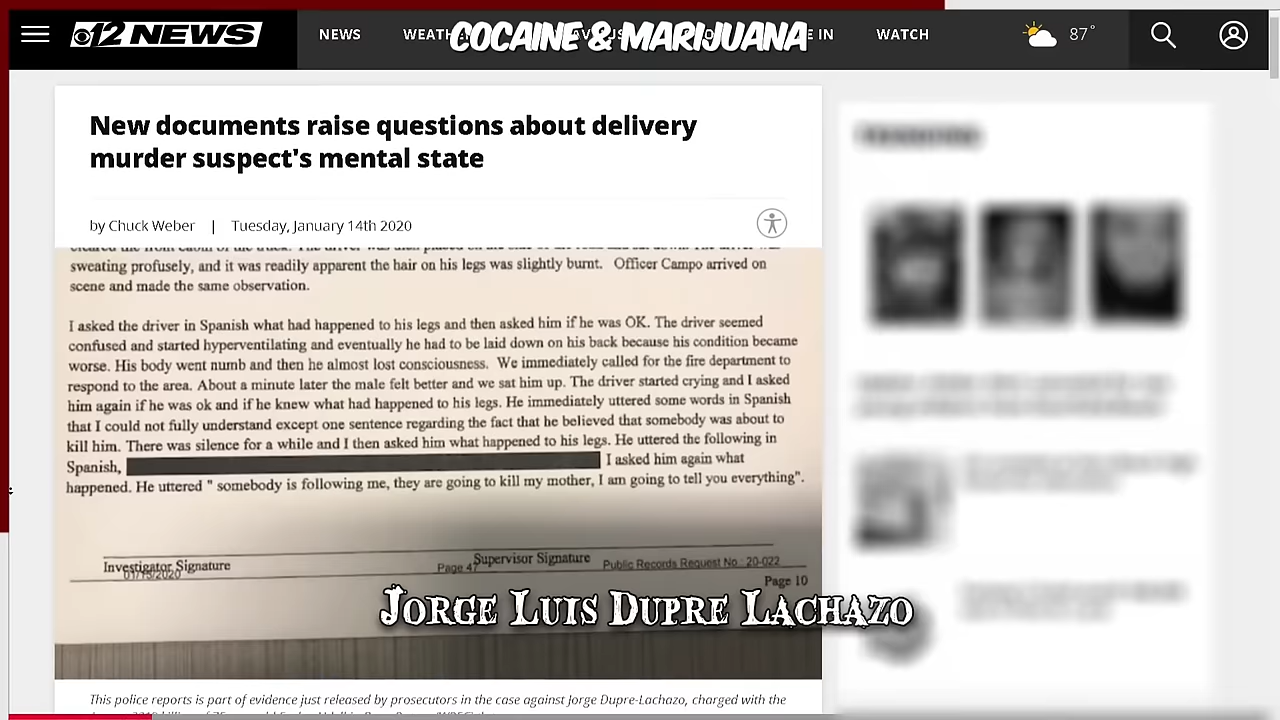 12 NEWS
NEWS
WEATHE
COCAINE & MARIJUANA
E IN
WATCH
87°
New documents raise questions about delivery
murder suspect's mental state
by Chuck Weber | Tuesday, January 14th 2020
sweating profusely, and it was readily apparent the hair on his legs was slightly burnt. Officer Campo arrived on
scene and made the same observation.
I asked the driver in Spanish what had happened to his legs and then asked him if he was OK. The driver seemed
confused and started hyperventilating and eventually he had to be laid down on his back because his condition became
worse. His body went numb and then he almost lost consciousness. We immediately called for the fire department to
respond to the area. About a minute later the male felt better and we sat him up. The driver started crying and I asked
him again if he was ok and if he knew what had happened to his legs. He immediately uttered some words in Spanish
that I could not fully understand except one sentence regarding the fact that he believed that somebody was about to
kill him. There was silence for a while and I then asked him what happened to his legs. He uttered the following in
Spanish, I asked him again what
happened. He uttered " somebody is following me, they are going to kill my mother, I am going to tell you everything".
Investigator Signature
Supervisor Signature
01/13/2020
Page 47
Public Records Request No.: 20-022
Page 10
JORGE LUIS DUPRE LACHAZO
This police reports is part of evidence just released by prosecutors in the case against Jorge Dupre-Lachazo, charged with the